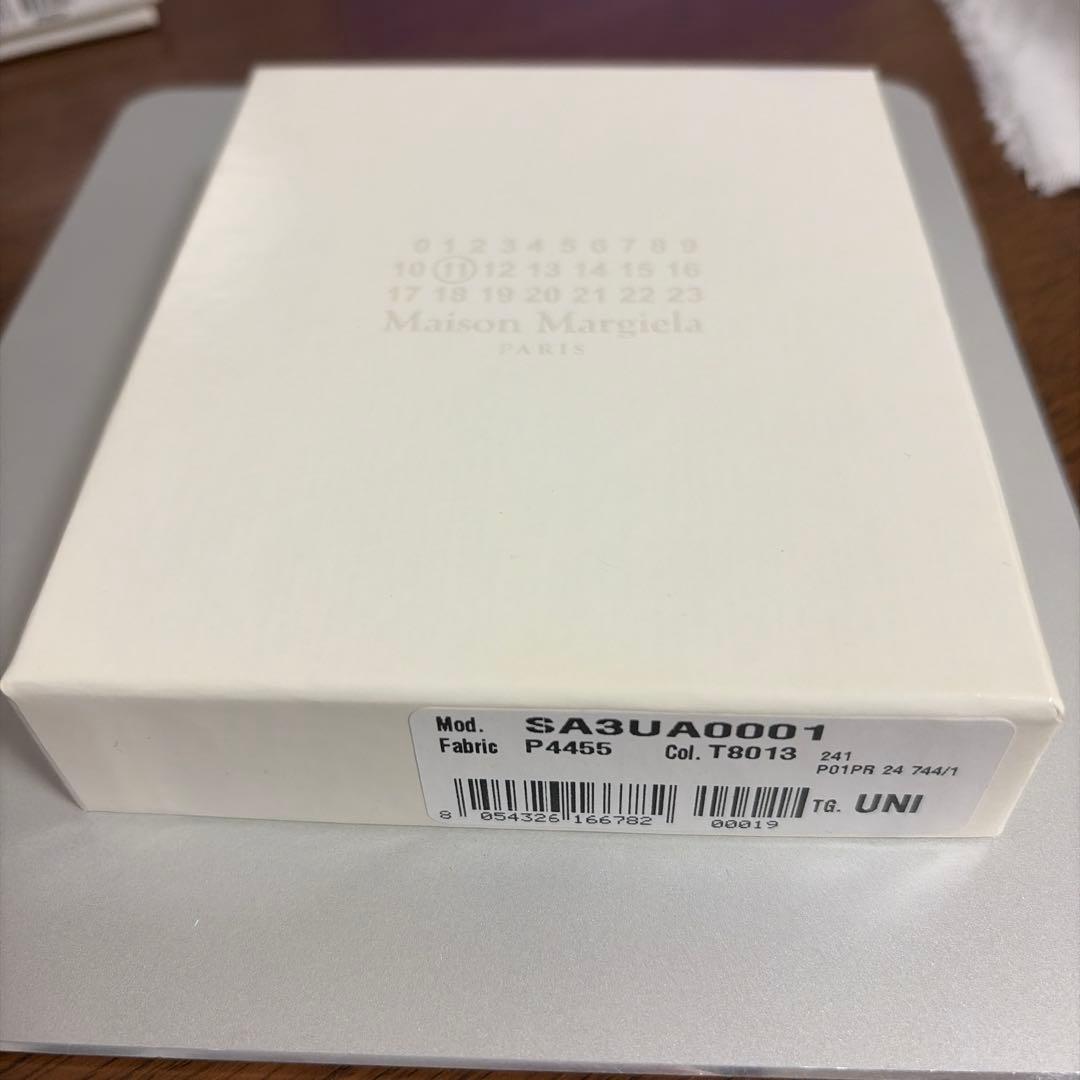 0 1 2 3 4 5 6 7 8 9
10 11 12 13 14 15 16
17 18 19 20 21 22 23
Maison Margiela
PARIS
Mod. SA3UA0001
Fabric P4455 Col. T8013 241
P01PR 24 744/1
8 054326 166782 00019 TG. UNI